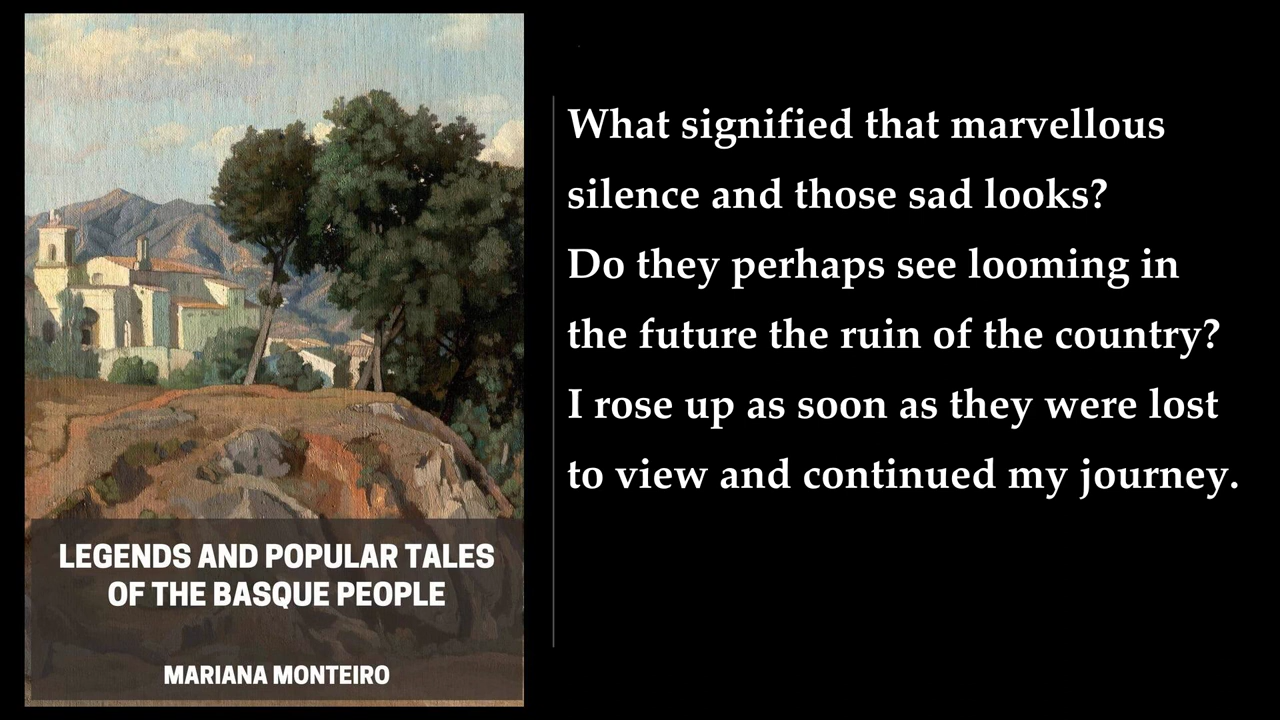 What signified that marvellous
silence and those sad looks?
Do they perhaps see looming in
the future the ruin of the country?
I rose up as soon as they were lost
to view and continued my journey.
LEGENDS AND POPULAR TALES
OF THE BASQUE PEOPLE
MARIANA MONTEIRO